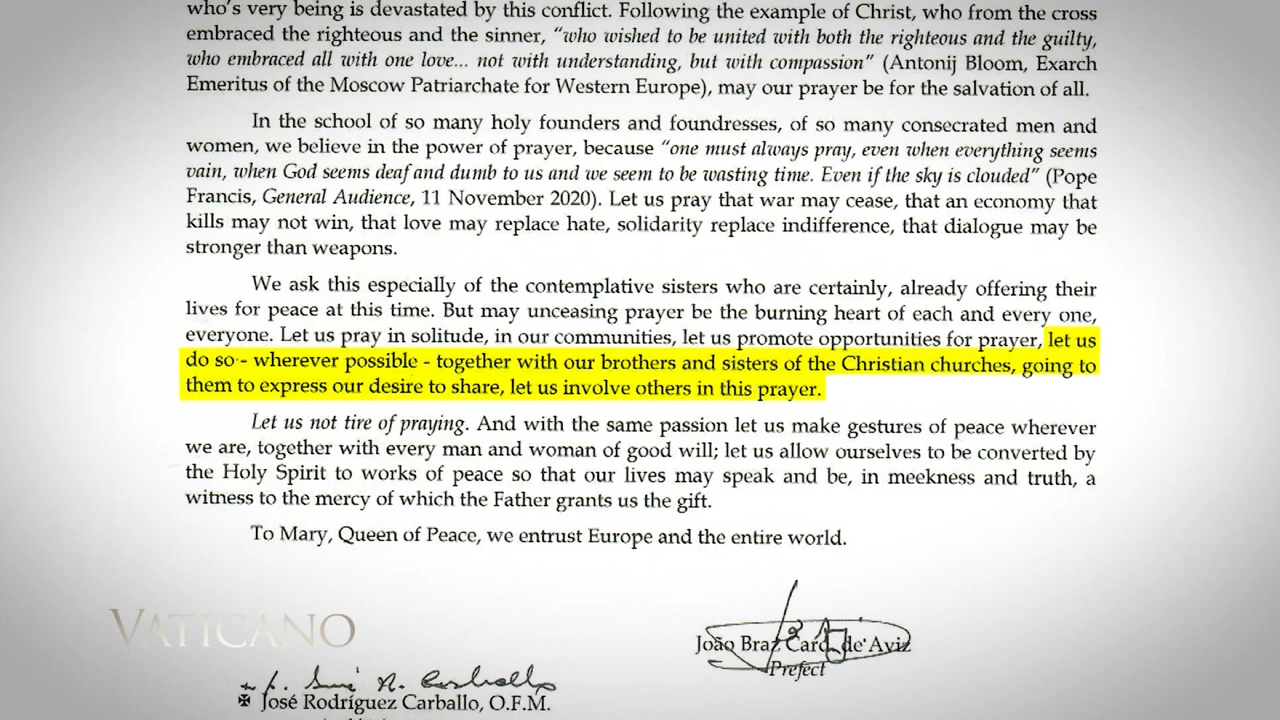 who's very being is devastated by this conflict. Following the example of Christ, who from the cross
embraced the righteous and the sinner, “who wished to be united with both the righteous and the guilty,
who embraced all with one love... not with understanding, but with compassion” (Antonij Bloom, Exarch
Emeritus of the Moscow Patriarchate for Western Europe), may our prayer be for the salvation of all.
In the school of so many holy founders and foundresses, of so many consecrated men and
women, we believe in the power of prayer, because “one must always pray, even when everything seems
vain, when God seems deaf and dumb to us and we seem to be wasting time. Even if the sky is clouded” (Pope
Francis, General Audience, 11 November 2020). Let us pray that war may cease, that an economy that
kills may not win, that love may replace hate, solidarity replace indifference, that dialogue may be
stronger than weapons.
We ask this especially of the contemplative sisters who are certainly, already offering their
lives for peace at this time. But may unceasing prayer be the burning heart of each and every one,
everyone. Let us pray in solitude, in our communities, let us promote opportunities for prayer, let us
do so - wherever possible - together with our brothers and sisters of the Christian churches, going to
them to express our desire to share, let us involve others in this prayer.
Let us not tire of praying. And with the same passion let us make gestures of peace wherever
we are, together with every man and woman of good will; let us allow ourselves to be converted by
the Holy Spirit to works of peace so that our lives may speak and be, in meekness and truth, a
witness to the mercy of which the Father grants us the gift.
To Mary, Queen of Peace, we entrust Europe and the entire world.
VATICANO
João Braz Card. de Aviz
Prefect
✠ José Rodríguez Carballo, O.F.M.